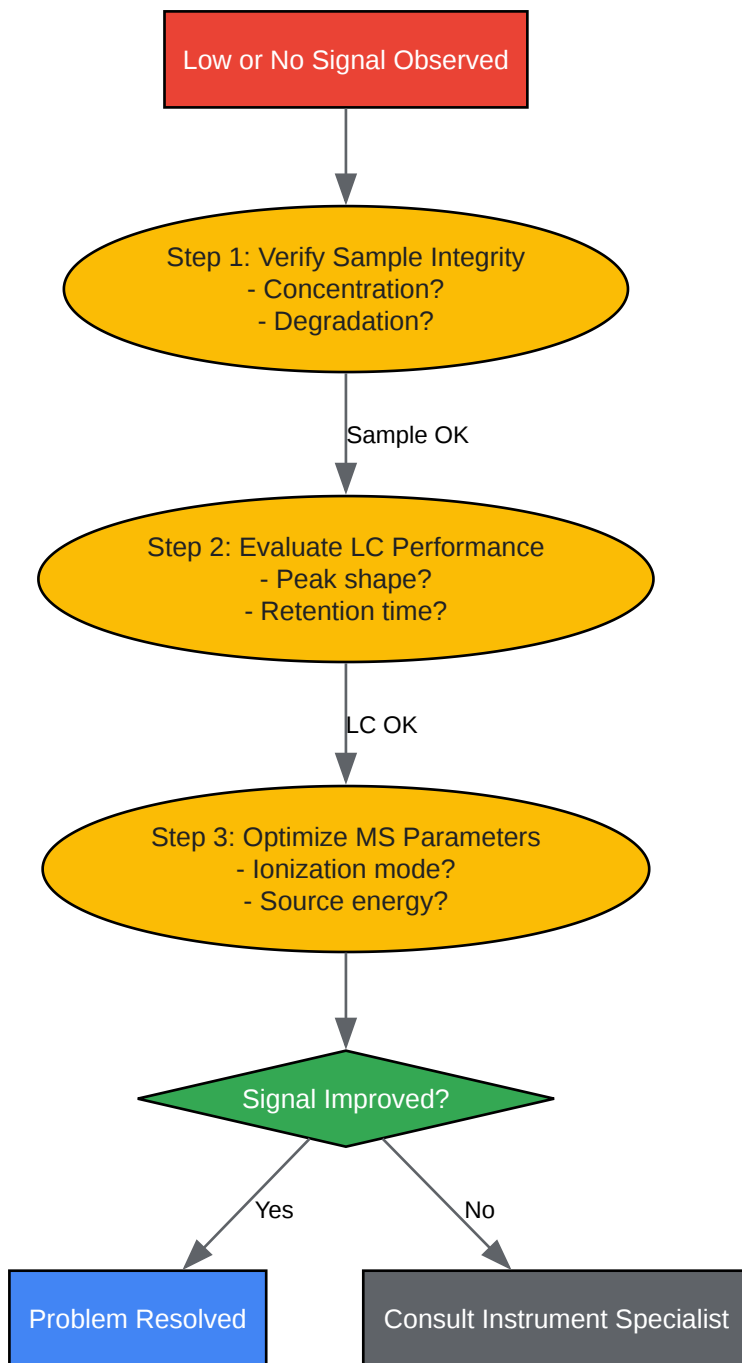 Low or No Signal Observed
Step 1: Verify Sample Integrity
- Concentration?
- Degradation?
Sample OK
Step 2: Evaluate LC Performance
- Peak shape?
- Retention time?
LC OK
Step 3: Optimize MS Parameters
- Ionization mode?
- Source energy?
Signal Improved?
Yes
No
Problem Resolved
Consult Instrument Specialist